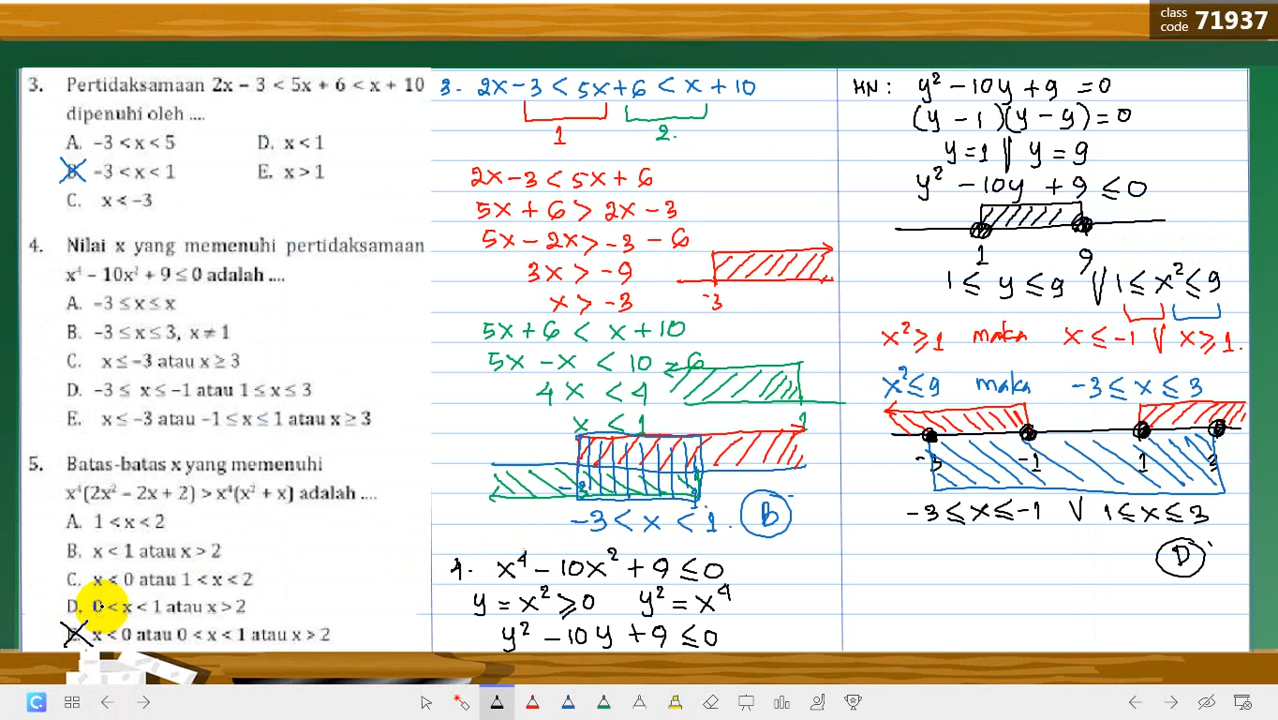 class
code 71937
3. Pertidaksamaan 2x – 3 < 5x + 6 < x + 10
dipenuhi oleh ....
A. –3 < x < 5 D. x < 1
B. –3 < x < 1 E. x > 1
C. x < –3
4. Nilai x yang memenuhi pertidaksamaan
x⁴ – 10x² + 9 ≤ 0 adalah ....
A. –3 ≤ x ≤ x
B. –3 ≤ x ≤ 3, x ≠ 1
C. x ≤ –3 atau x ≥ 3
D. –3 ≤ x ≤ –1 atau 1 ≤ x ≤ 3
E. x ≤ –3 atau –1 ≤ x ≤ 1 atau x ≥ 3
5. Batas-batas x yang memenuhi
x⁴(2x² – 2x + 2) > x⁴(x² + x] adalah ....
A. 1 < x < 2
B. x < 1 atau x > 2
C. x < 0 atau 1 < x < 2
D. 0 < x < 1 atau x > 2
E. x < 0 atau 0 < x < 1 atau x > 2
3. 2x – 3 < 5x + 6 < x + 10
1 2.
2x – 3 < 5x + 6
5x + 6 > 2x – 3
5x – 2x > –3 – 6
3x > –9
x > –3
-3
5x + 6 < x + 10
5x – x < 10 – 6
4x < 4
x < 1
1
-3 1
–3 < x < 1. B
4. x⁴ – 10x² + 9 ≤ 0
y = x² ≥ 0 y² = x⁴
y² – 10y + 9 ≤ 0
HN : y² – 10y + 9 = 0
(y – 1)(y – 9) = 0
y = 1 V y = 9
y² – 10y + 9 ≤ 0
1 9
1 ≤ y ≤ 9 V 1 ≤ x² ≤ 9
x² ≥ 1 maka x ≤ –1 V x ≥ 1.
x² ≤ 9 maka –3 ≤ x ≤ 3
-3 -1 1 3
–3 ≤ x ≤ –1 V 1 ≤ x ≤ 3
D